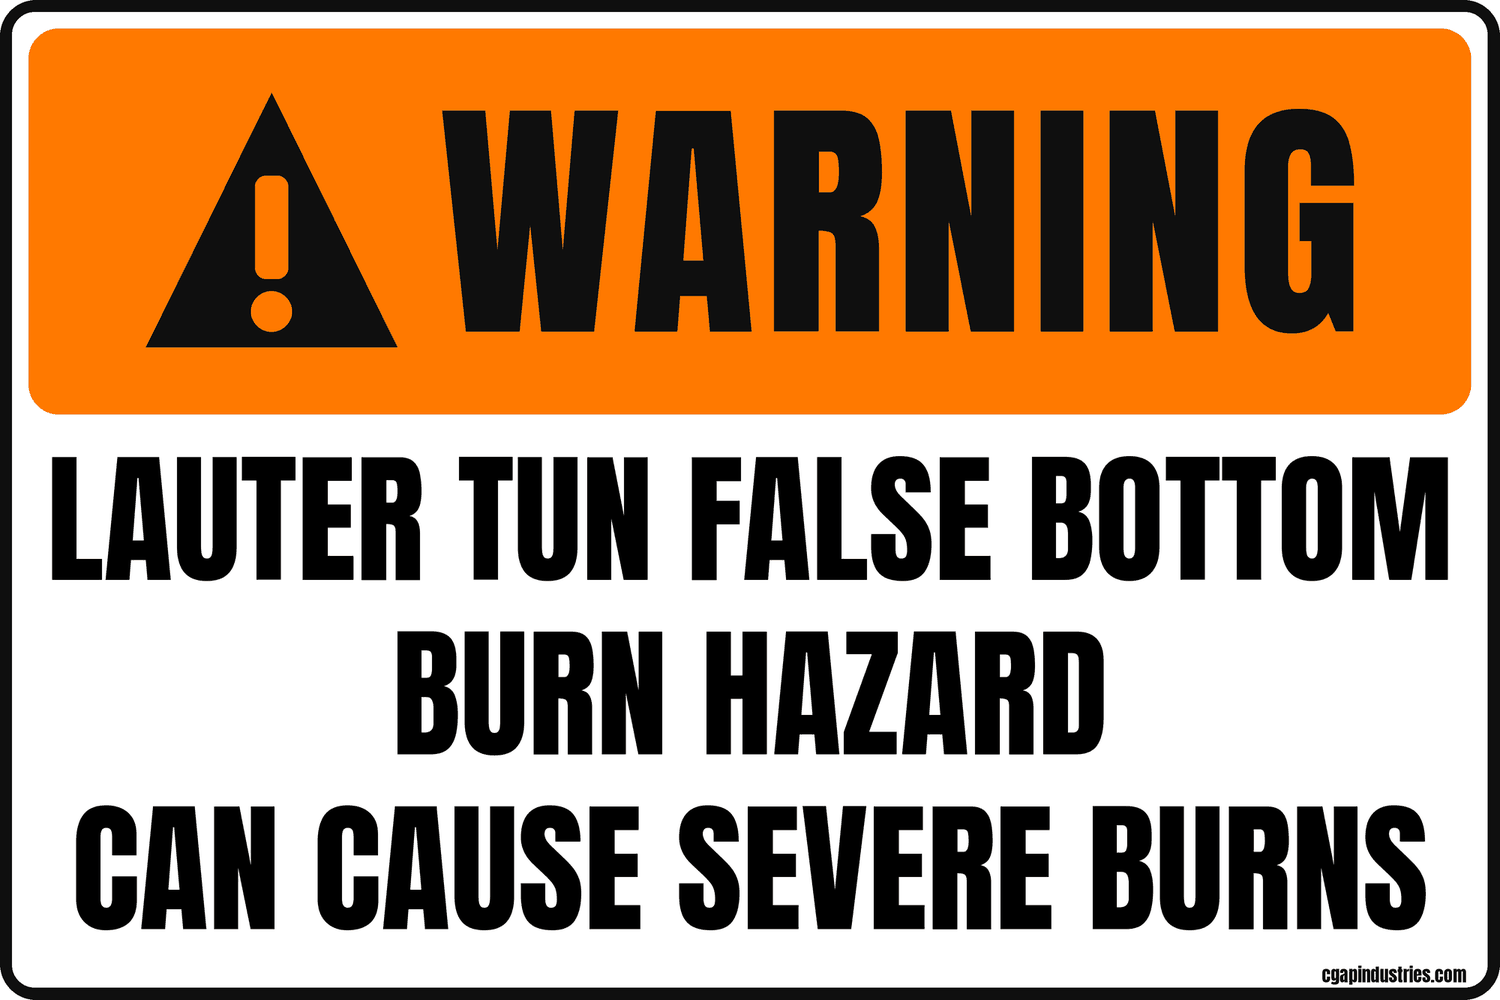 WARNING
LAUTER TUN FALSE BOTTOM
BURN HAZARD
CAN CAUSE SEVERE BURNS
cgapindustries.com